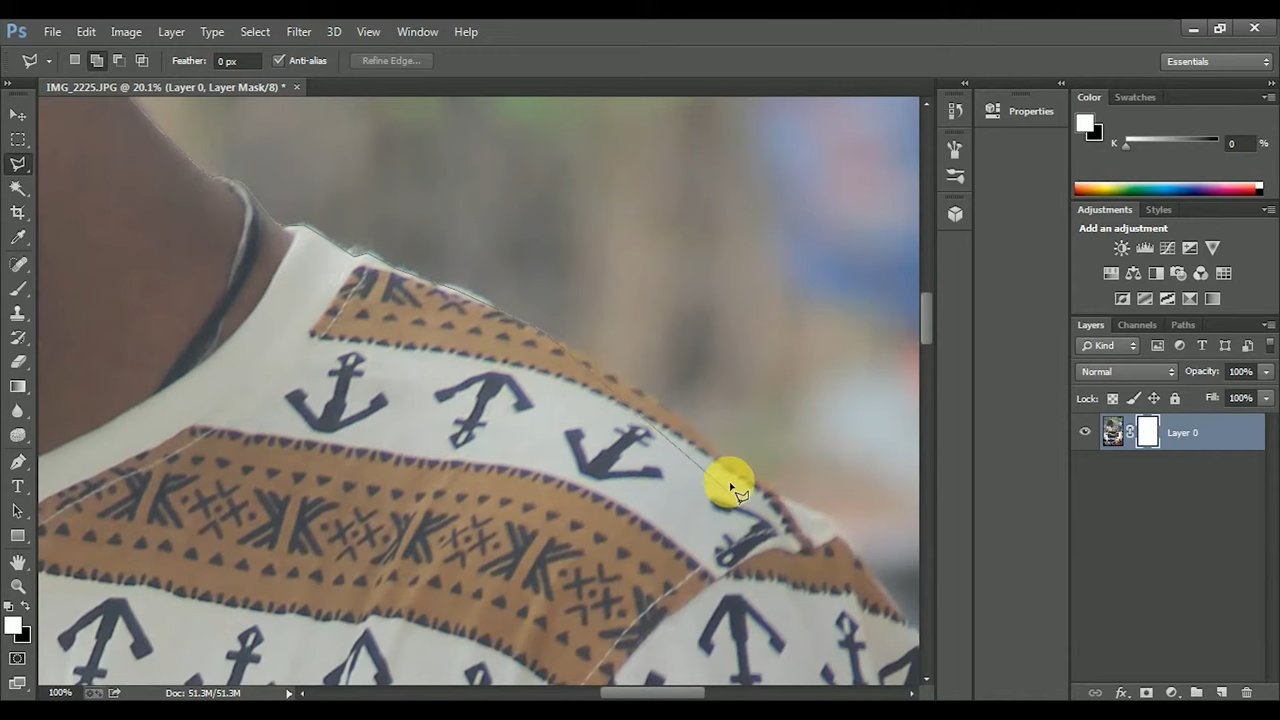 Ps File Edit Image Layer Type Select Filter 3D View Window Help
Feather: 0 px Anti-alias Refine Edge... Essentials
IMG_2225.JPG @ 20.1% (Layer 0, Layer Mask/8) *
Properties
Color Swatches
K 0 %
Adjustments Styles
Add an adjustment
Layers Channels Paths
Kind
Normal Opacity: 100%
Lock: Fill: 100%
Layer 0
100% Doc: 51.3M/51.3M